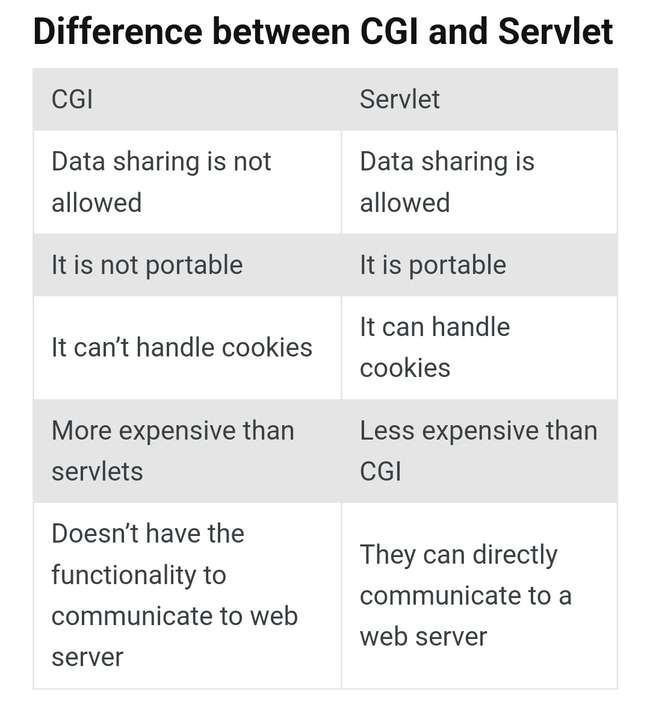 Difference between CGI and Servlet
CGI
Servlet
Data sharing is not
allowed
Data sharing is
allowed
It is not portable
It is portable
It can’t handle cookies
It can handle
cookies
More expensive than
servlets
Less expensive than
CGI
Doesn’t have the
functionality to
communicate to web
server
They can directly
communicate to a
web server